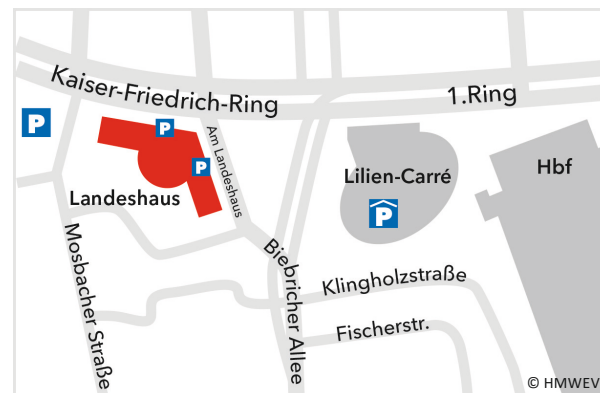 Kaiser-Friedrich-Ring
1.Ring
P
P
P
Am Landeshaus
Lilien-Carré
Hbf
Landeshaus
P
Mosbacher Straße
Biebricher Allee
Klingholzstraße
Fischerstr.
© HMWEV